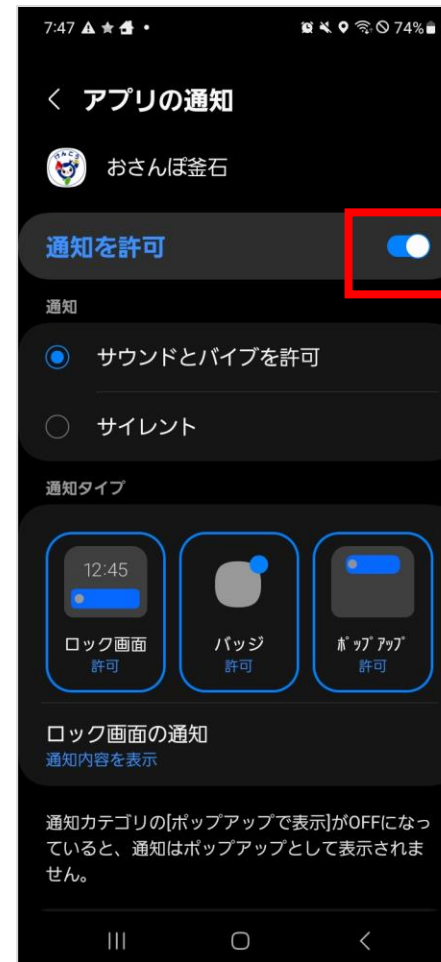 7:47
74%
アプリの通知
けんころ
おさんぽ釜石
通知を許可
通知
サウンドとバイブを許可
サイレント
通知タイプ
12:45
ロック画面
許可
バッジ
許可
ﾎﾟｯﾌﾟｱｯﾌﾟ
許可
ロック画面の通知
通知内容を表示
通知カテゴリの[ポップアップで表示]がOFFになっ
ていると、通知はポップアップとして表示されま
せん。